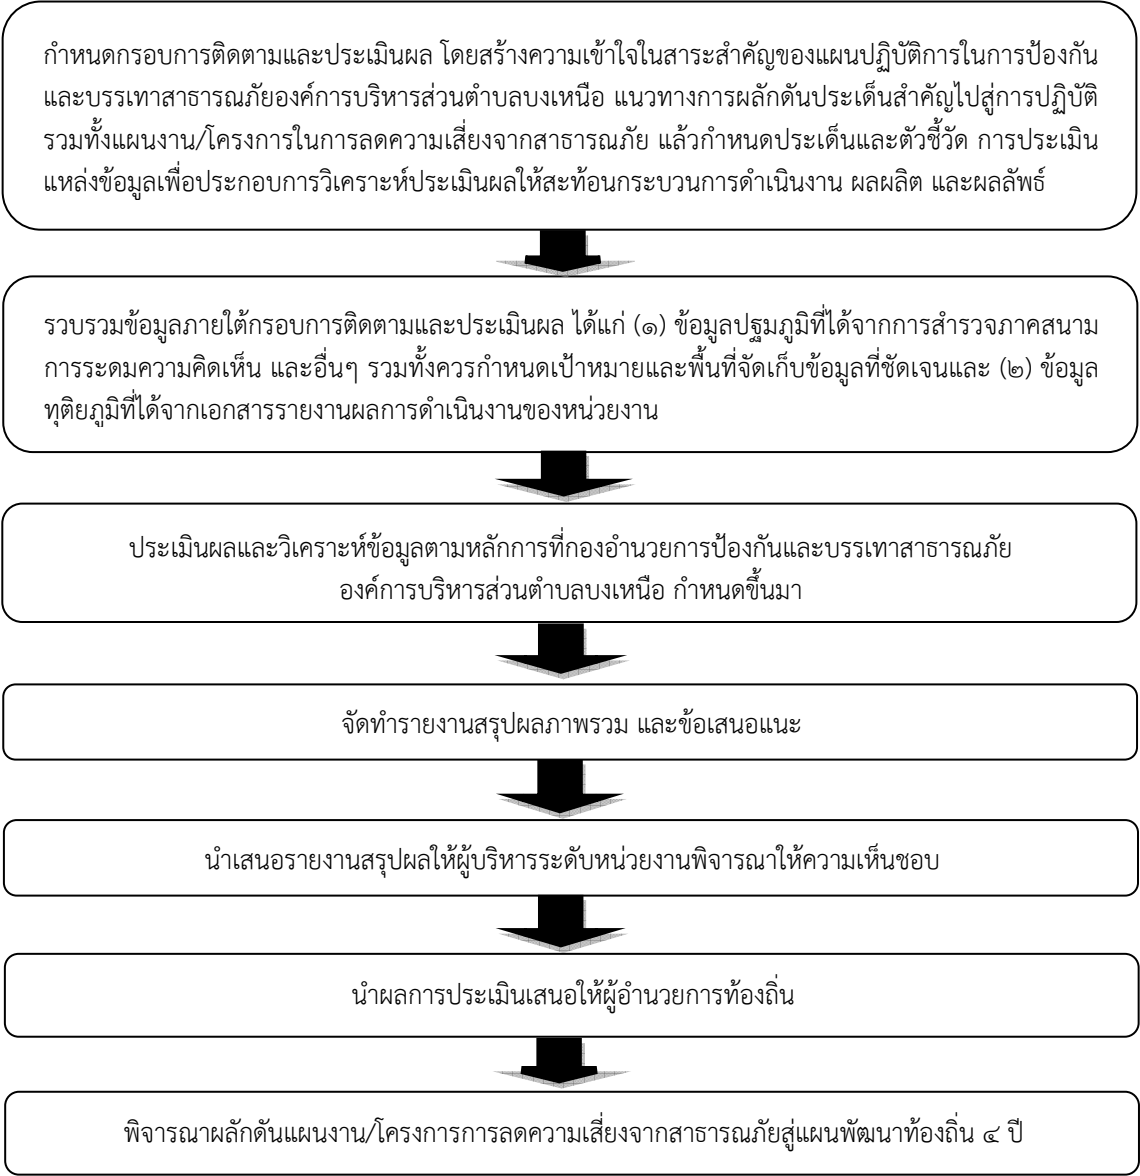 กำหนดกรอบการติดตามและประเมินผล โดยสร้างความเข้าใจในสาระสำคัญของแผนปฏิบัติการในการป้องกัน
และบรรเทาสาธารณภัยองค์การบริหารส่วนตำบลบงเหนือ แนวทางการผลักดันประเด็นสำคัญไปสู่การปฏิบัติ
รวมทั้งแผนงาน/โครงการในการลดความเสี่ยงจากสาธารณภัย แล้วกำหนดประเด็นและตัวชี้วัด การประเมิน
แหล่งข้อมูลเพื่อประกอบการวิเคราะห์ประเมินผลให้สะท้อนกระบวนการดำเนินงาน ผลผลิต และผลลัพธ์
รวบรวมข้อมูลภายใต้กรอบการติดตามและประเมินผล ได้แก่ (๑) ข้อมูลปฐมภูมิที่ได้จากการสำรวจภาคสนาม
การระดมความคิดเห็น และอื่นๆ รวมทั้งควรกำหนดเป้าหมายและพื้นที่จัดเก็บข้อมูลที่ชัดเจนและ (๒) ข้อมูล
ทุติยภูมิที่ได้จากเอกสารรายงานผลการดำเนินงานของหน่วยงาน
ประเมินผลและวิเคราะห์ข้อมูลตามหลักการที่กองอำนวยการป้องกันและบรรเทาสาธารณภัย
องค์การบริหารส่วนตำบลบงเหนือ กำหนดขึ้นมา
จัดทำรายงานสรุปผลภาพรวม และข้อเสนอแนะ
นำเสนอรายงานสรุปผลให้ผู้บริหารระดับหน่วยงานพิจารณาให้ความเห็นชอบ
นำผลการประเมินเสนอให้ผู้อำนวยการท้องถิ่น
พิจารณาผลักดันแผนงาน/โครงการการลดความเสี่ยงจากสาธารณภัยสู่แผนพัฒนาท้องถิ่น ๔ ปี